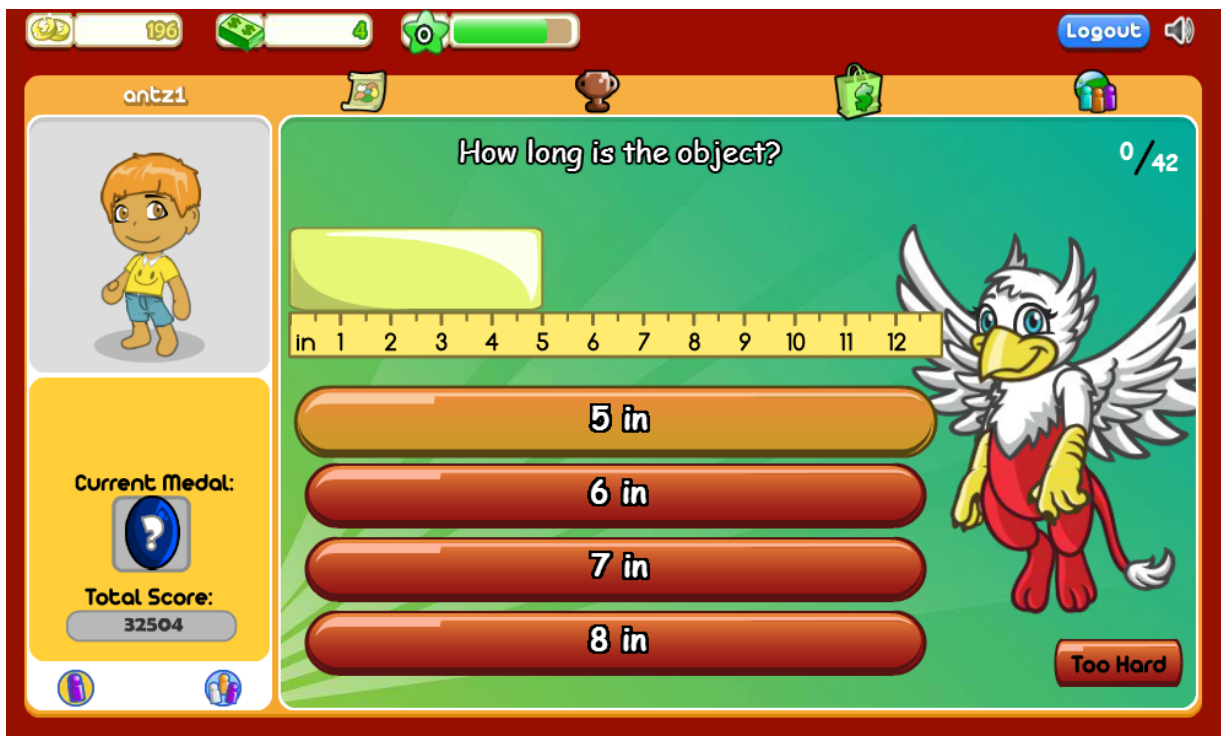 196
4
0
Logout
antz1
How long is the object?
0/42
in 1 2 3 4 5 6 7 8 9 10 11 12
5 in
6 in
7 in
8 in
Current Medal:
?
Total Score:
32504
Too Hard